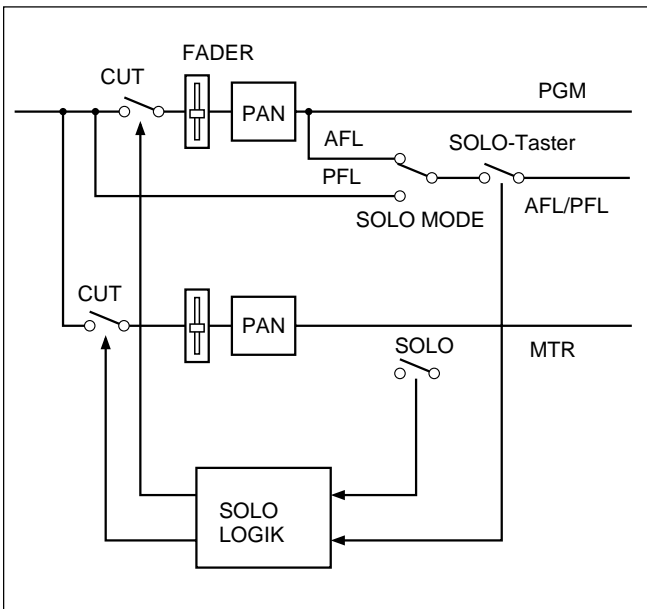 FADER
CUT
PAN
PGM
AFL
SOLO-Taster
PFL
SOLO MODE
AFL/PFL
CUT
PAN
SOLO
MTR
SOLO
LOGIK